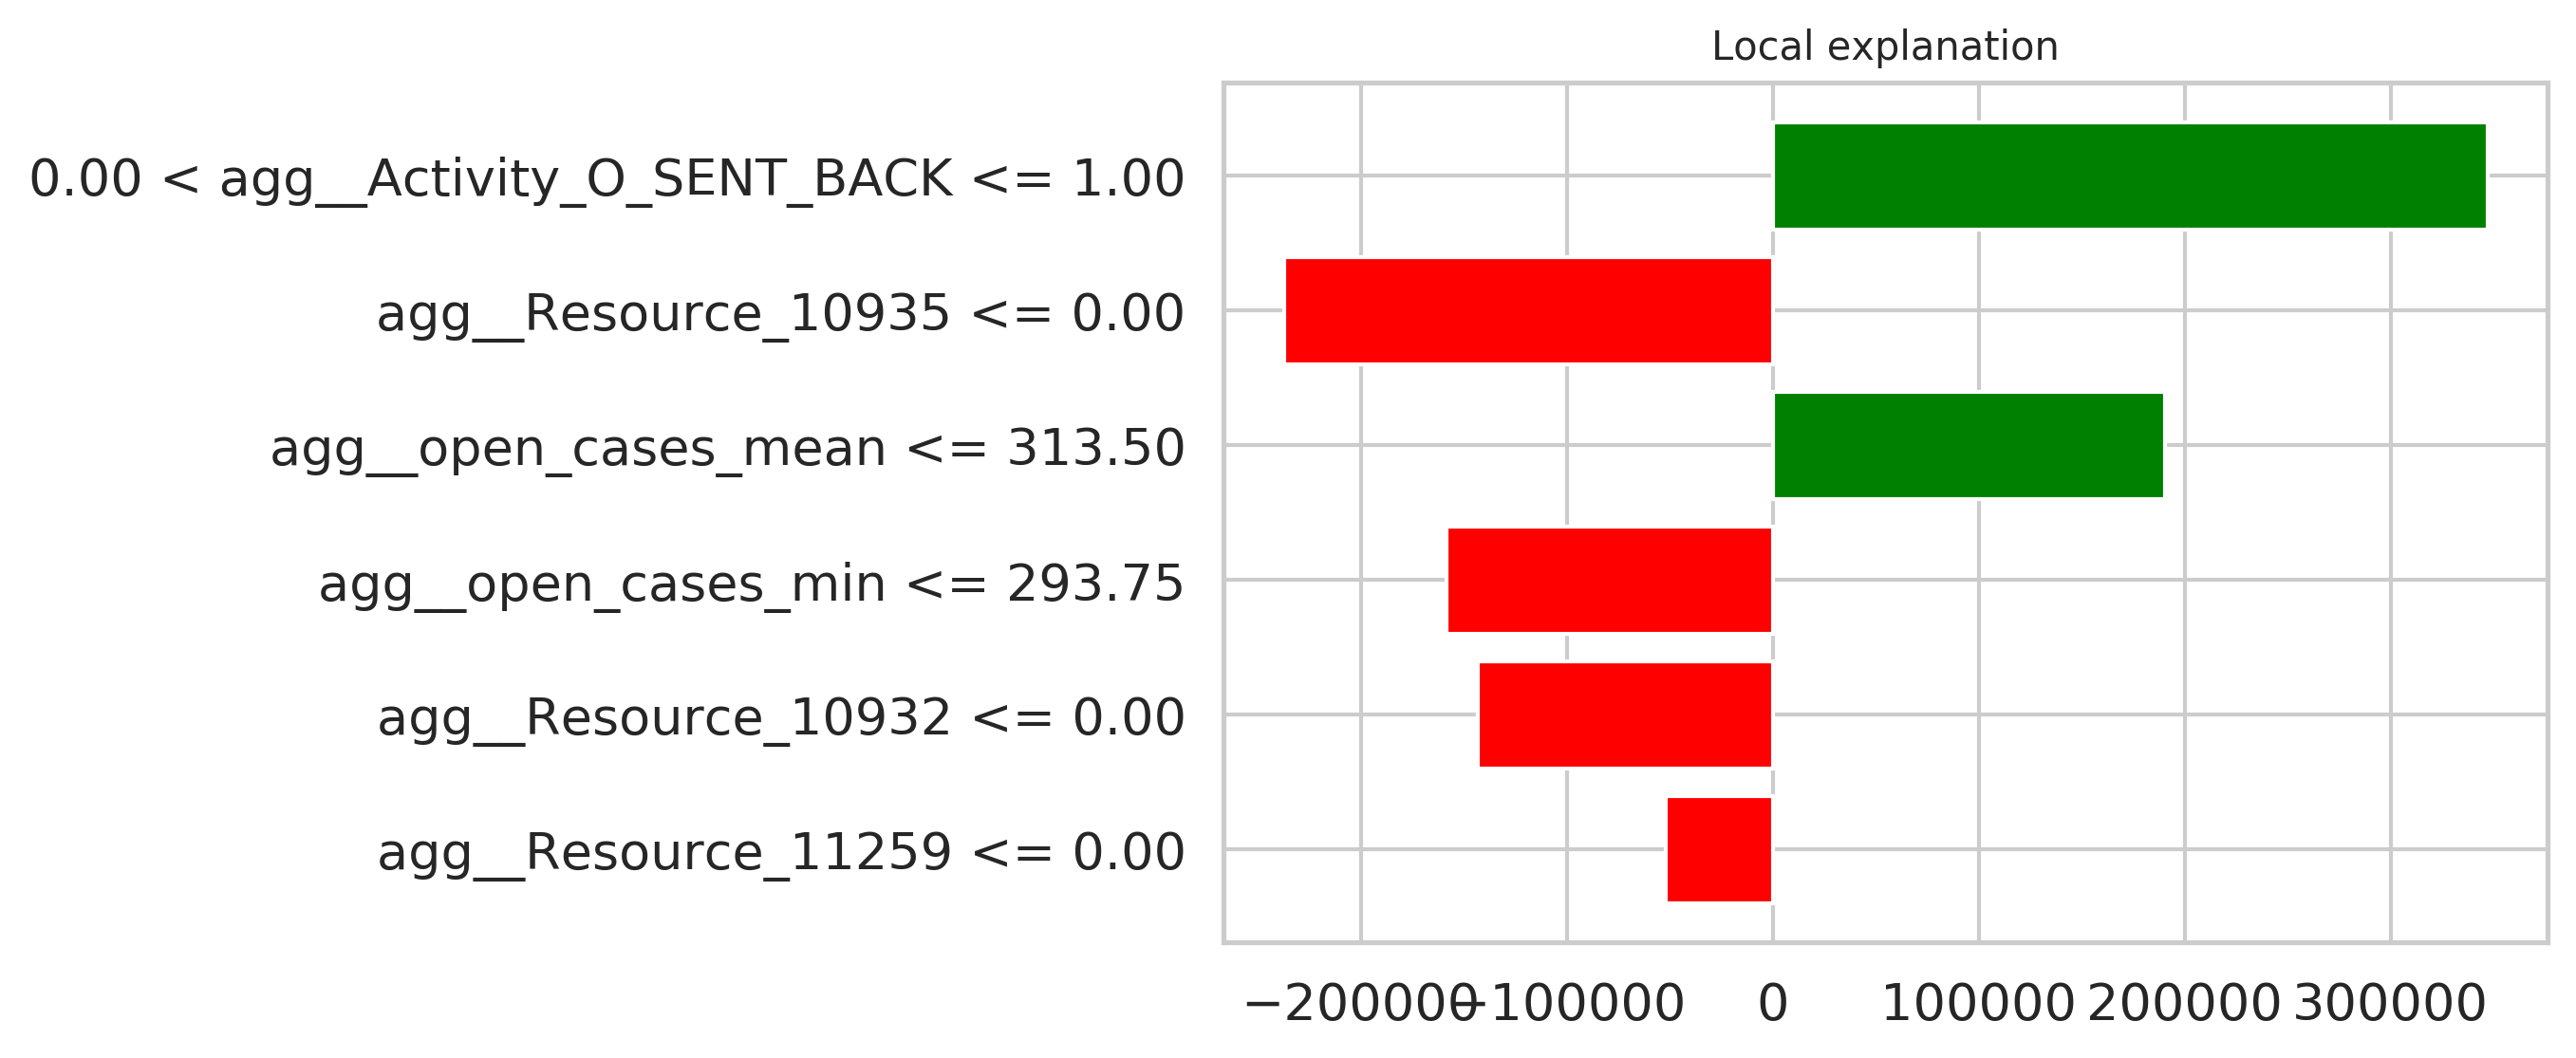 Local explanation
0.00 < agg__Activity_O_SENT_BACK <= 1.00
agg__Resource_10935 <= 0.00
agg__open_cases_mean <= 313.50
agg__open_cases_min <= 293.75
agg__Resource_10932 <= 0.00
agg__Resource_11259 <= 0.00
−200000 −100000 0 100000 200000 300000